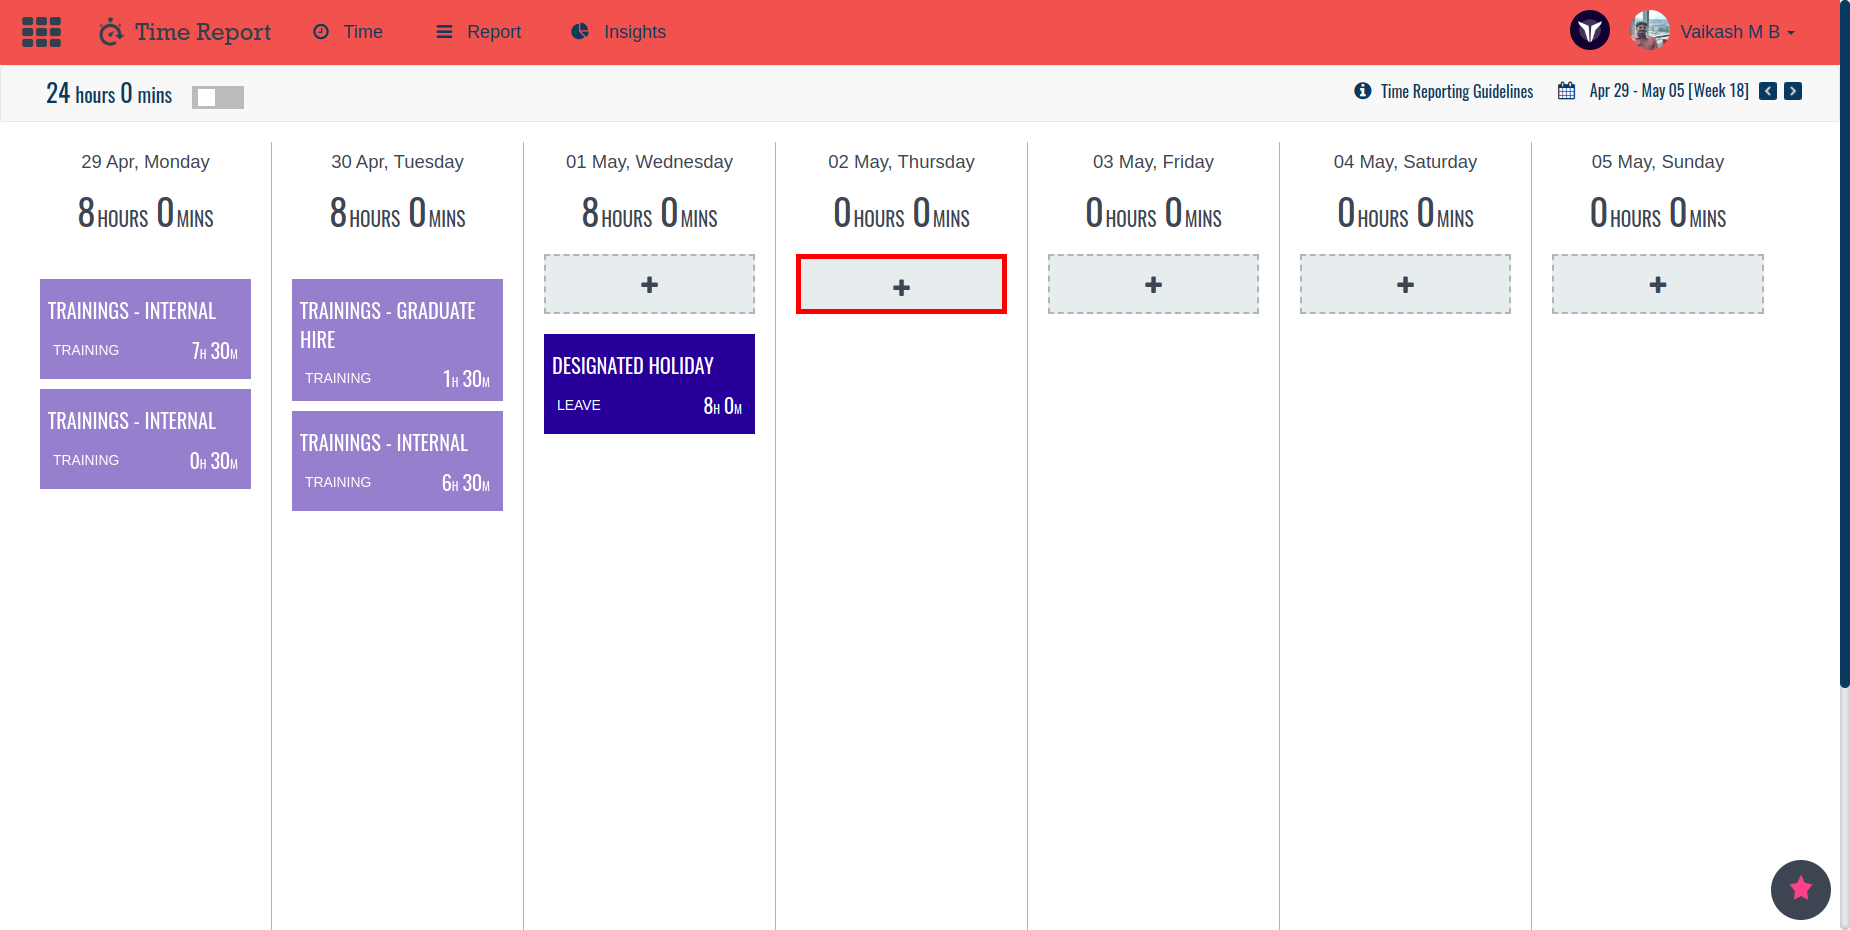 Time Report
Time
Report
Insights
Vaikash M B
24 hours 0 mins
Time Reporting Guidelines
Apr 29 - May 05 [Week 18]
29 Apr, Monday
8 HOURS 0 MINS
TRAININGS - INTERNAL
TRAINING 7H 30M
TRAININGS - INTERNAL
TRAINING 0H 30M
30 Apr, Tuesday
8 HOURS 0 MINS
TRAININGS - GRADUATE
HIRE
TRAINING 1H 30M
TRAININGS - INTERNAL
TRAINING 6H 30M
01 May, Wednesday
8 HOURS 0 MINS
+
DESIGNATED HOLIDAY
LEAVE 8H 0M
02 May, Thursday
0 HOURS 0 MINS
+
03 May, Friday
0 HOURS 0 MINS
+
04 May, Saturday
0 HOURS 0 MINS
+
05 May, Sunday
0 HOURS 0 MINS
+